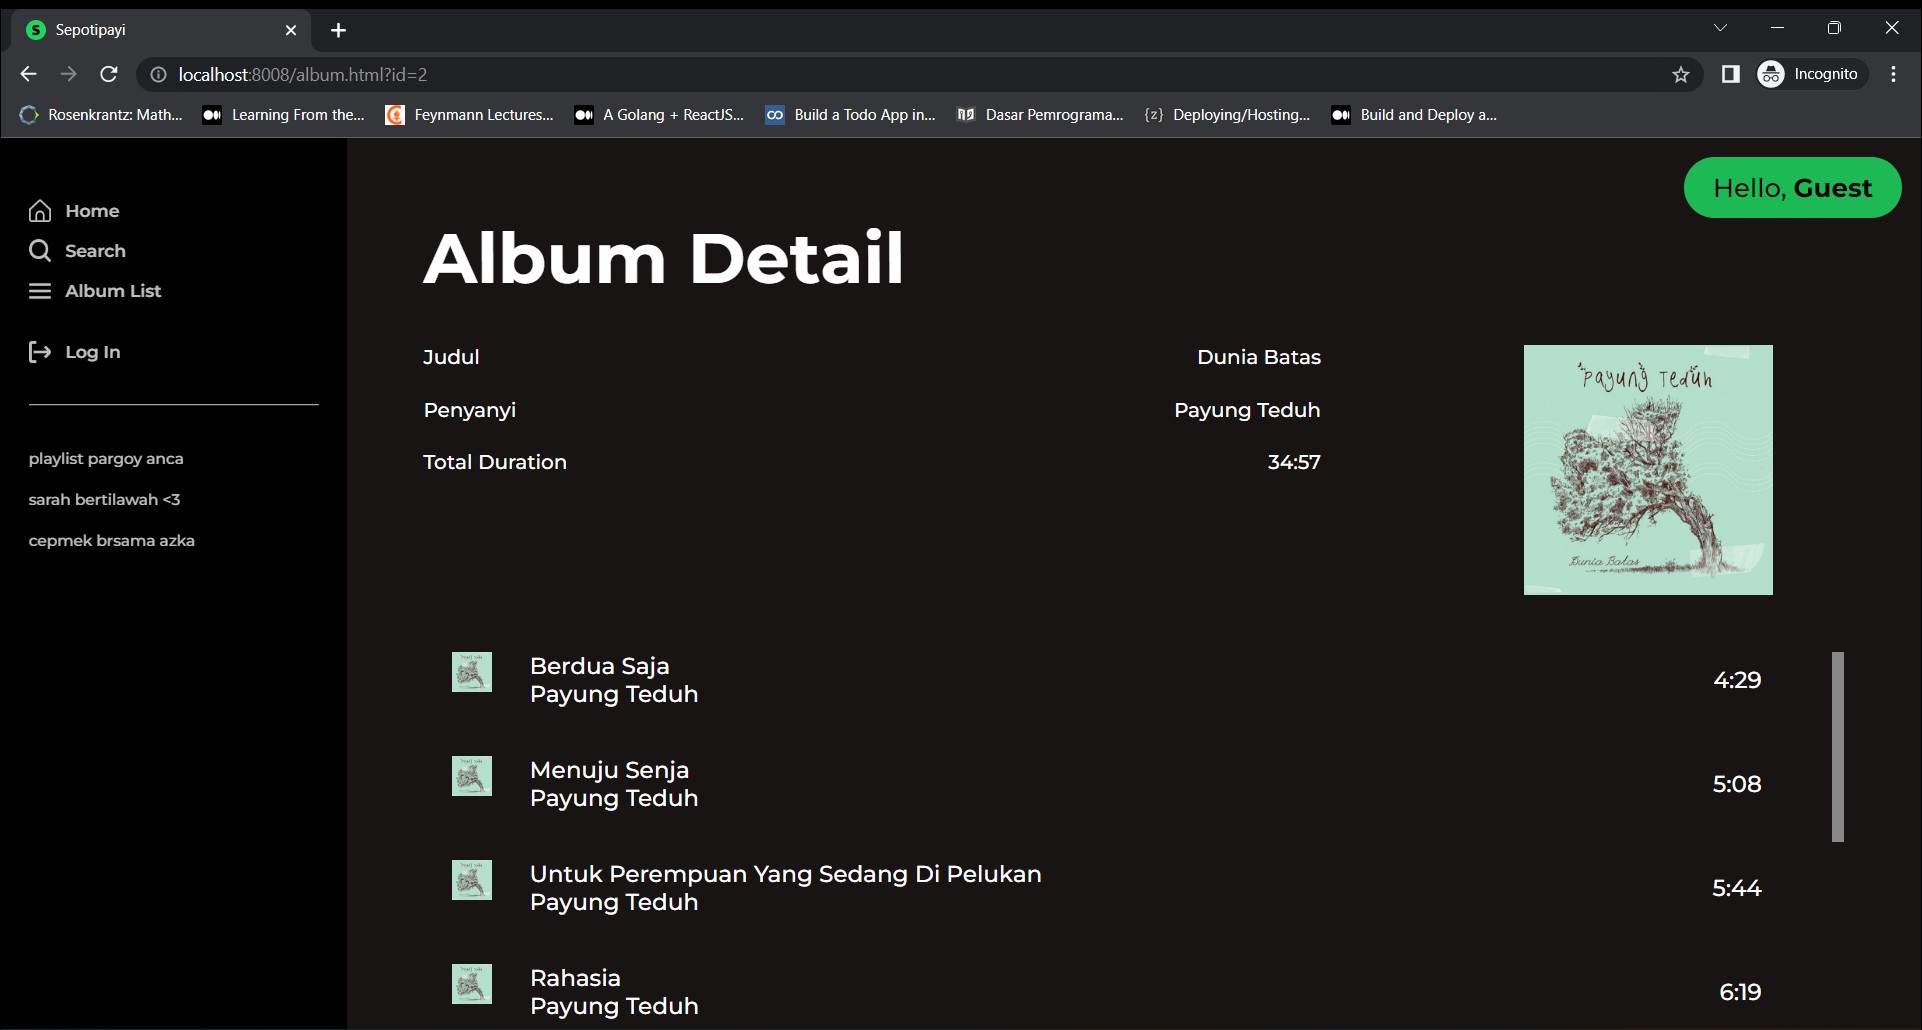 Sepotipayi
localhost:8008/album.html?id=2
Incognito
Rosenkrantz: Math...
Learning From the...
Feynmann Lectures...
A Golang + ReactJS...
Build a Todo App in...
Dasar Pemrograma...
{z} Deploying/Hosting...
Build and Deploy a...
Hello, Guest
Home
Search
Album List
Log In
playlist pargoy anca
sarah bertilawah <3
cepmek brsama azka
Album Detail
Judul Dunia Batas
Penyanyi Payung Teduh
Total Duration 34:57
Payung Teduh
Dunia Batas
Berdua Saja
Payung Teduh
4:29
Menuju Senja
Payung Teduh
5:08
Untuk Perempuan Yang Sedang Di Pelukan
Payung Teduh
5:44
Rahasia
Payung Teduh
6:19